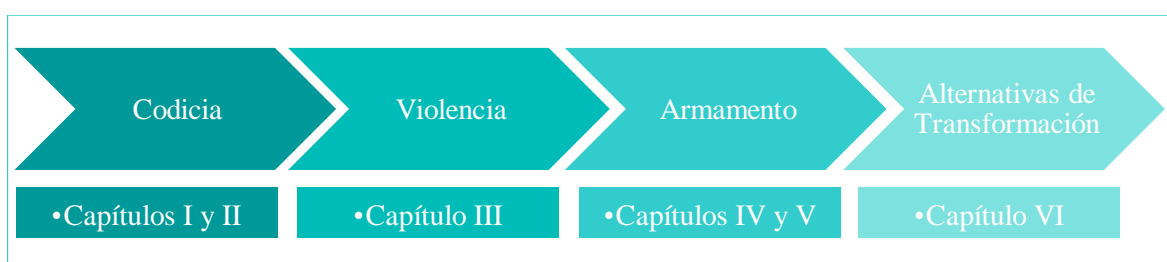 Codicia
Violencia
Armamento
Alternativas de
Transformación
•Capítulos I y II
•Capítulo III
•Capítulos IV y V
•Capítulo VI